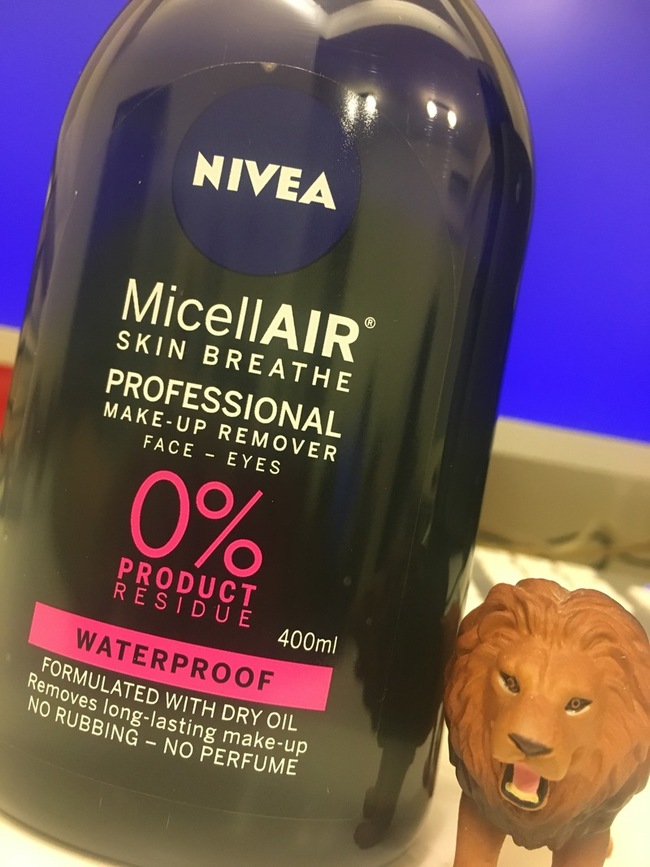 NIVEA
MicellAIR®
SKIN BREATHE
PROFESSIONAL
MAKE-UP REMOVER
FACE – EYES
0%
PRODUCT
RESIDUE
400ml
WATERPROOF
FORMULATED WITH DRY OIL
Removes long-lasting make-up
NO RUBBING – NO PERFUME